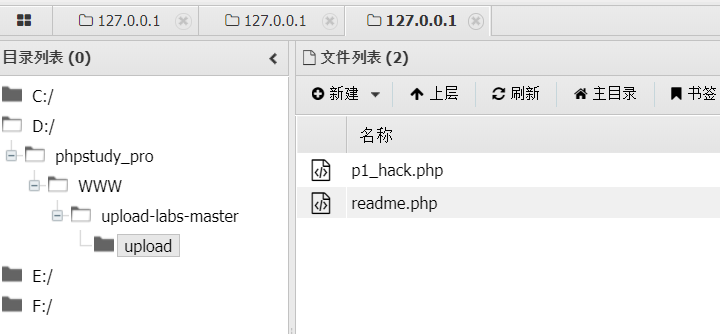 127.0.0.1 127.0.0.1 127.0.0.1
目录列表 (0)
C:/
D:/
phpstudy_pro
WWW
upload-labs-master
upload
E:/
F:/
文件列表 (2)
新建 上层 刷新 主目录 书签
名称
p1_hack.php
readme.php